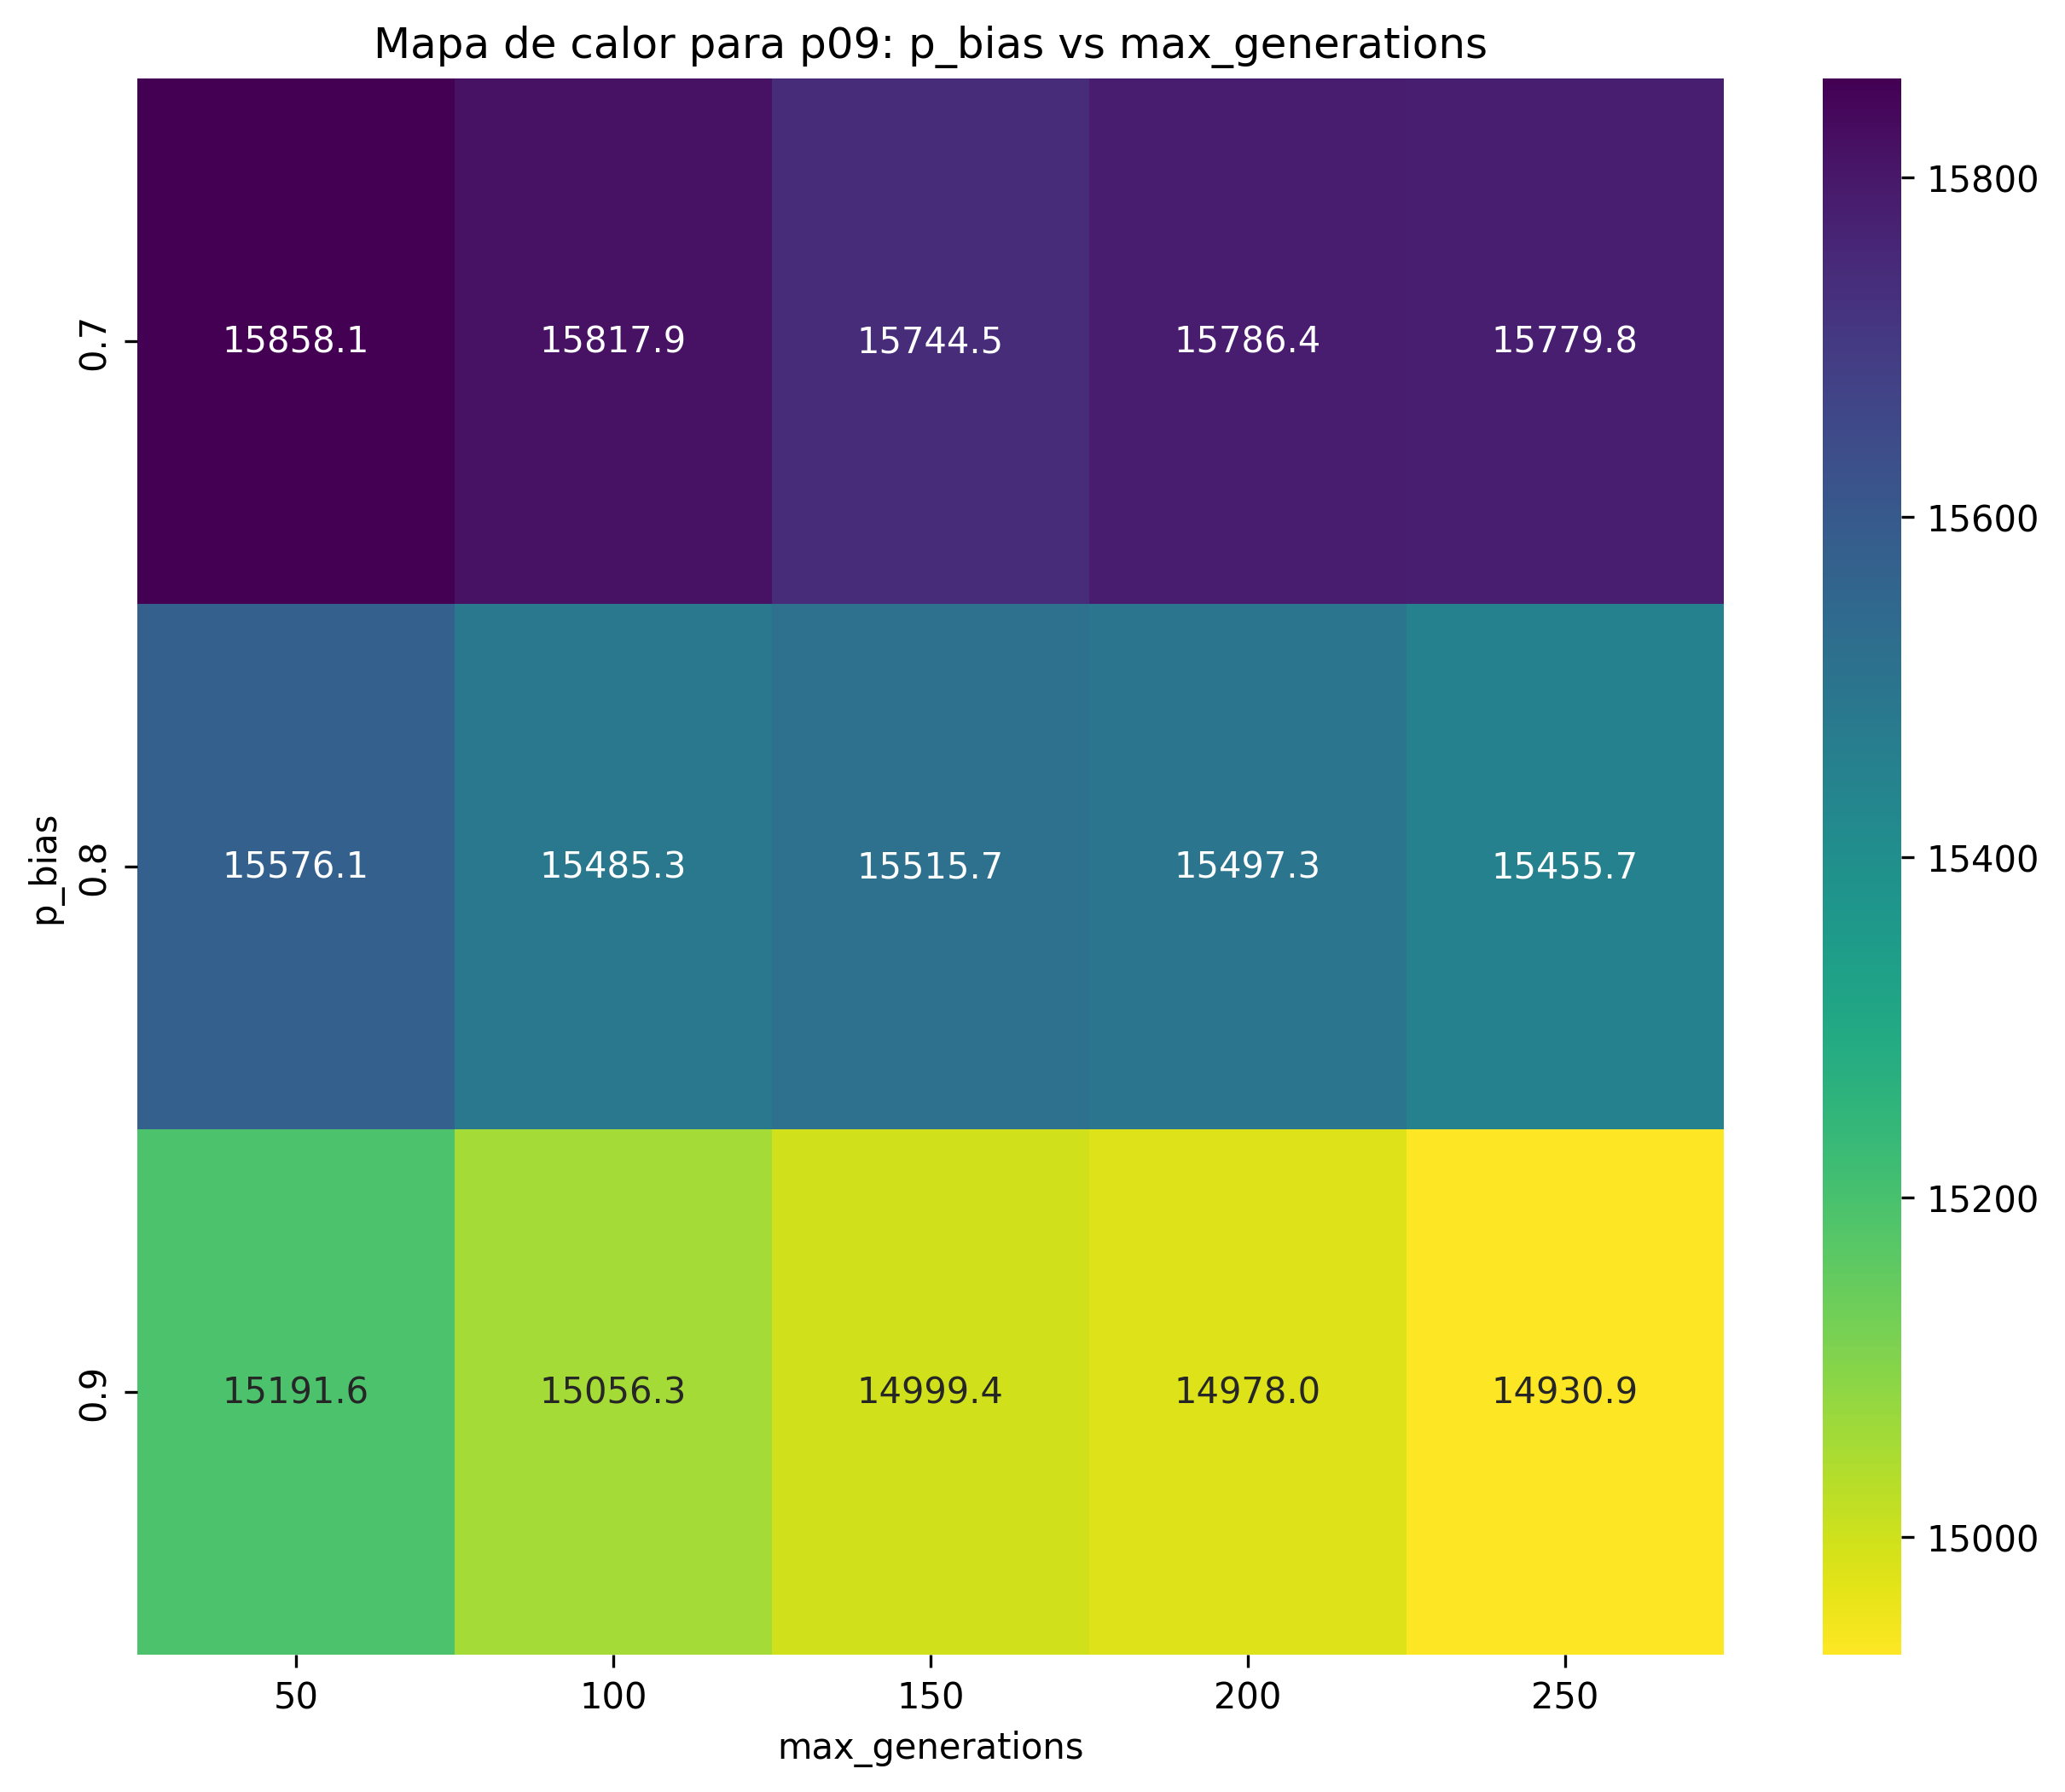 Mapa de calor para p09: p_bias vs max_generations
0.7 15858.1 15817.9 15744.5 15786.4 15779.8
0.8 15576.1 15485.3 15515.7 15497.3 15455.7
0.9 15191.6 15056.3 14999.4 14978.0 14930.9
p_bias
50 100 150 200 250
max_generations
15800
15600
15400
15200
15000